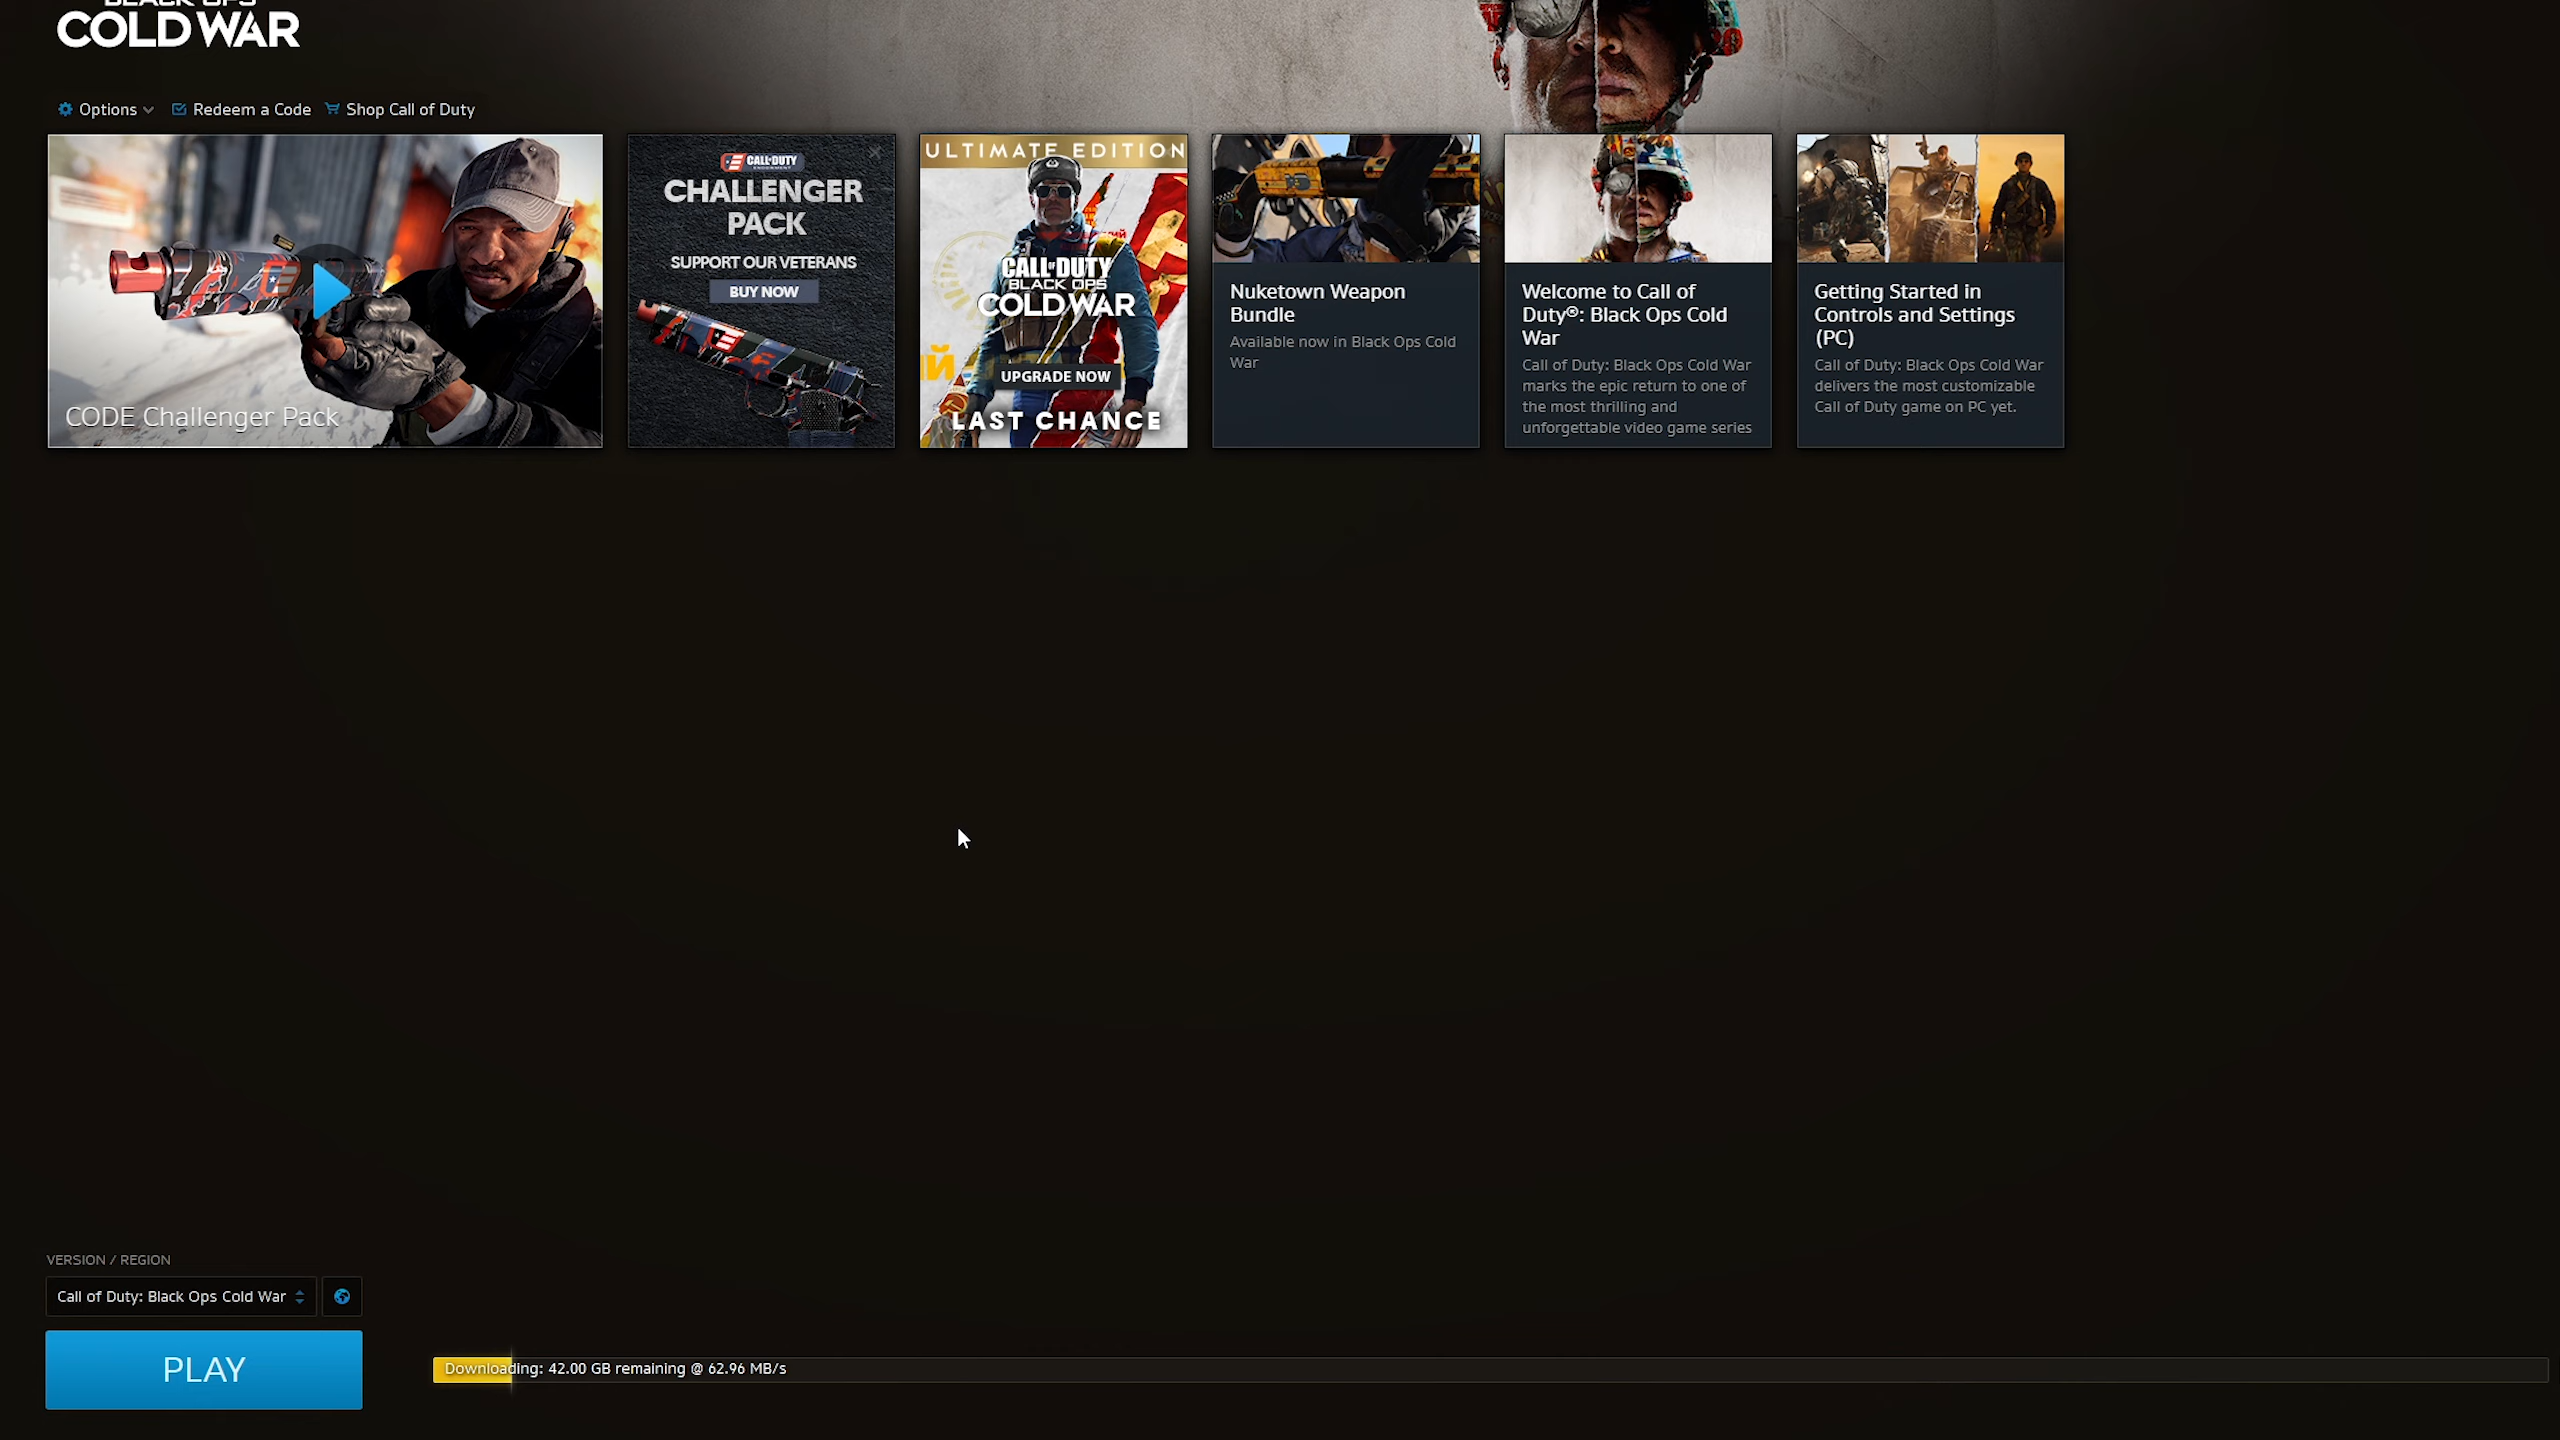 BLACK OPS
COLD WAR
Options
Redeem a Code
Shop Call of Duty
CODE Challenger Pack
CALL OF DUTY
ENDOWMENT
CHALLENGER
PACK
SUPPORT OUR VETERANS
BUY NOW
ULTIMATE EDITION
CALL OF DUTY
BLACK OPS
COLD WAR
UPGRADE NOW
LAST CHANCE
Nuketown Weapon
Bundle
Available now in Black Ops Cold
War
Welcome to Call of
Duty®: Black Ops Cold
War
Call of Duty: Black Ops Cold War
marks the epic return to one of
the most thrilling and
unforgettable video game series
Getting Started in
Controls and Settings
(PC)
Call of Duty: Black Ops Cold War
delivers the most customizable
Call of Duty game on PC yet.
VERSION / REGION
Call of Duty: Black Ops Cold War
PLAY
Downloading: 42.00 GB remaining @ 62.96 MB/s